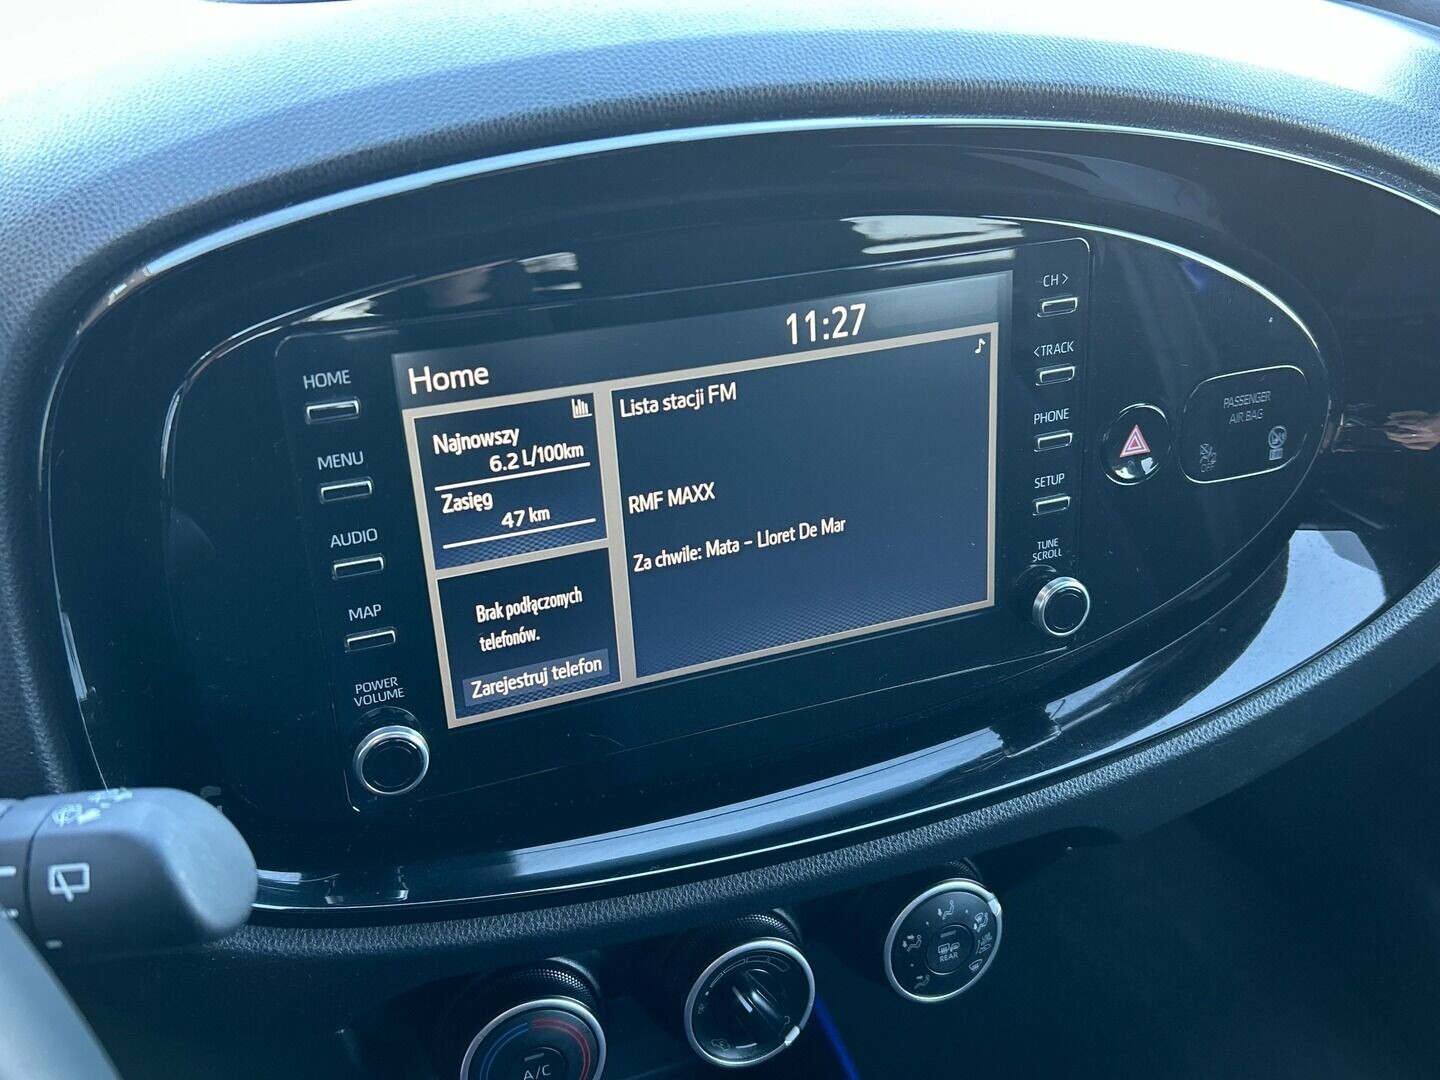 HOME
MENU
AUDIO
MAP
POWER
VOLUME
Home
11:27
Najnowszy
6.2 L/100km
Zasięg
47 km
Brak podłączonych
telefonów.
Zarejestruj telefon
Lista stacji FM
RMF MAXX
Za chwile: Mata - Lloret De Mar
CH >
< TRACK
PHONE
SETUP
TUNE
SCROLL
PASSENGER
AIR BAG
OFF
A/C
REAR